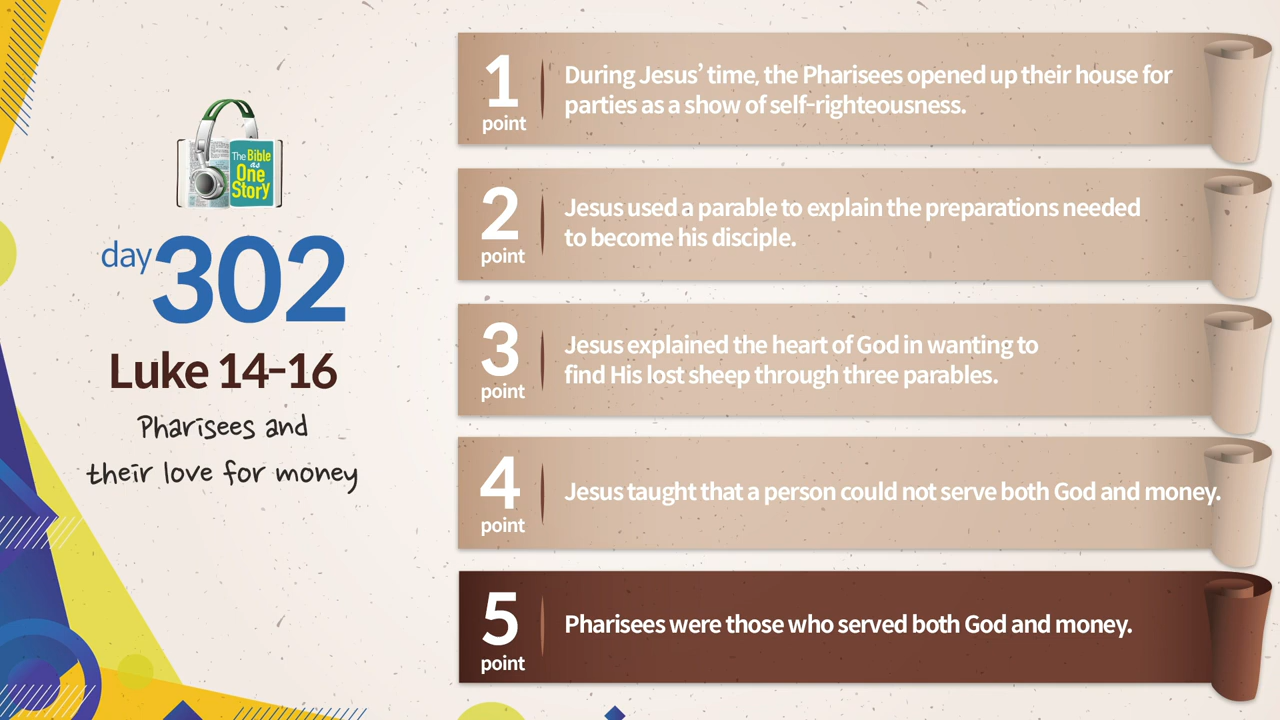 The Bible
as
One
Story
day 302
Luke 14-16
Pharisees and
their love for money
1
point
During Jesus' time, the Pharisees opened up their house for
parties as a show of self-righteousness.
2
point
Jesus used a parable to explain the preparations needed
to become his disciple.
3
point
Jesus explained the heart of God in wanting to
find His lost sheep through three parables.
4
point
Jesus taught that a person could not serve both God and money.
5
point
Pharisees were those who served both God and money.